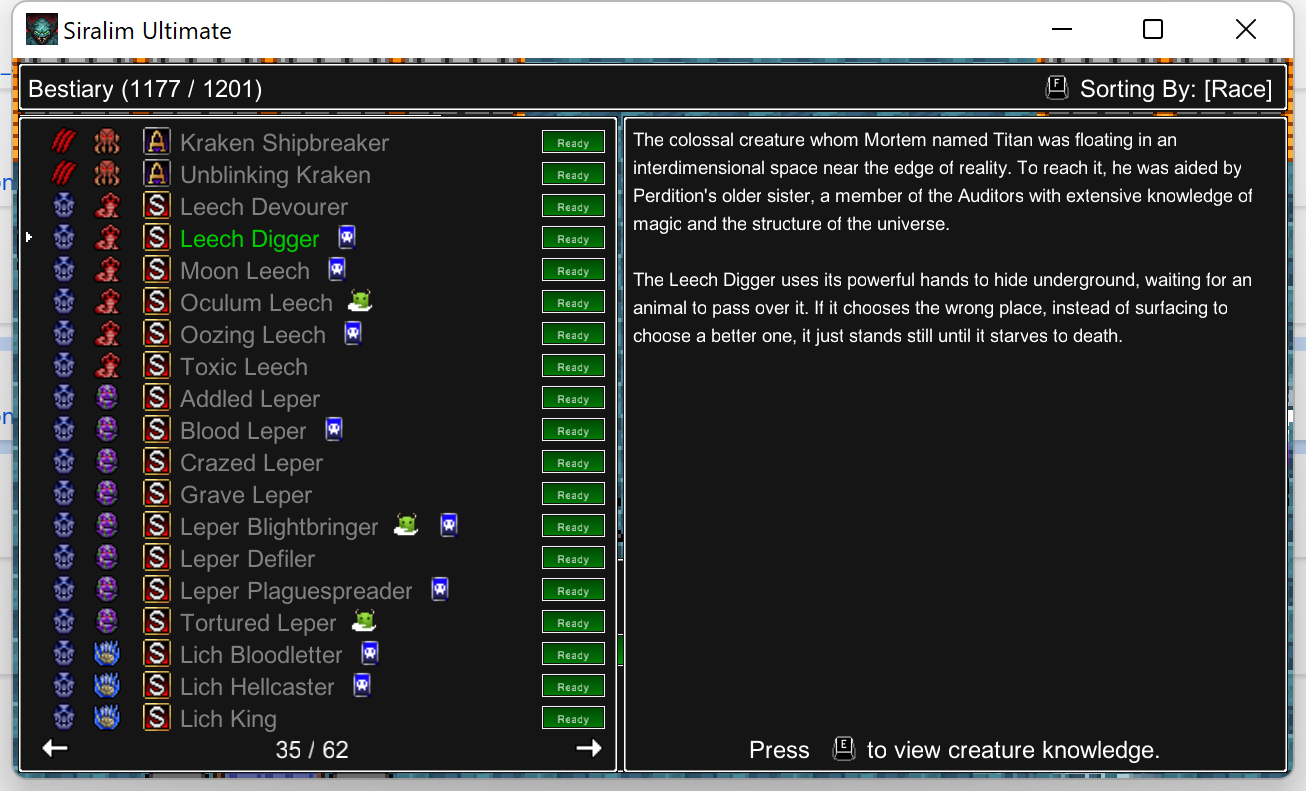 Siralim Ultimate
Bestiary (1177 / 1201)
F Sorting By: [Race]
A Kraken Shipbreaker Ready
A Unblinking Kraken Ready
S Leech Devourer Ready
S Leech Digger Ready
S Moon Leech Ready
S Oculum Leech Ready
S Oozing Leech Ready
S Toxic Leech Ready
S Addled Leper Ready
S Blood Leper Ready
S Crazed Leper Ready
S Grave Leper Ready
S Leper Blightbringer Ready
S Leper Defiler Ready
S Leper Plaguespreader Ready
S Tortured Leper Ready
S Lich Bloodletter Ready
S Lich Hellcaster Ready
S Lich King Ready
35 / 62
The colossal creature whom Mortem named Titan was floating in an
interdimensional space near the edge of reality. To reach it, he was aided by
Perdition's older sister, a member of the Auditors with extensive knowledge of
magic and the structure of the universe.
The Leech Digger uses its powerful hands to hide underground, waiting for an
animal to pass over it. If it chooses the wrong place, instead of surfacing to
choose a better one, it just stands still until it starves to death.
Press E to view creature knowledge.